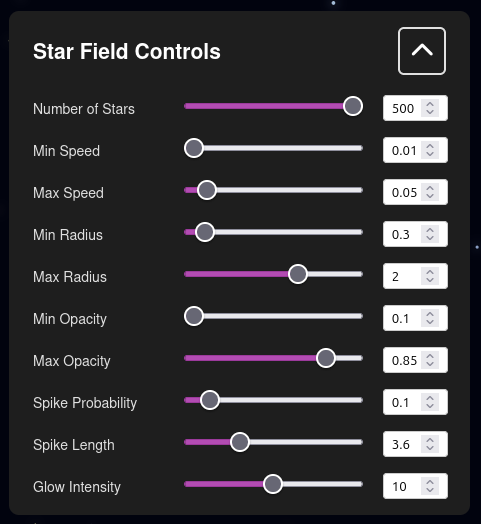 Star Field Controls
Number of Stars 500
Min Speed 0.01
Max Speed 0.05
Min Radius 0.3
Max Radius 2
Min Opacity 0.1
Max Opacity 0.85
Spike Probability 0.1
Spike Length 3.6
Glow Intensity 10